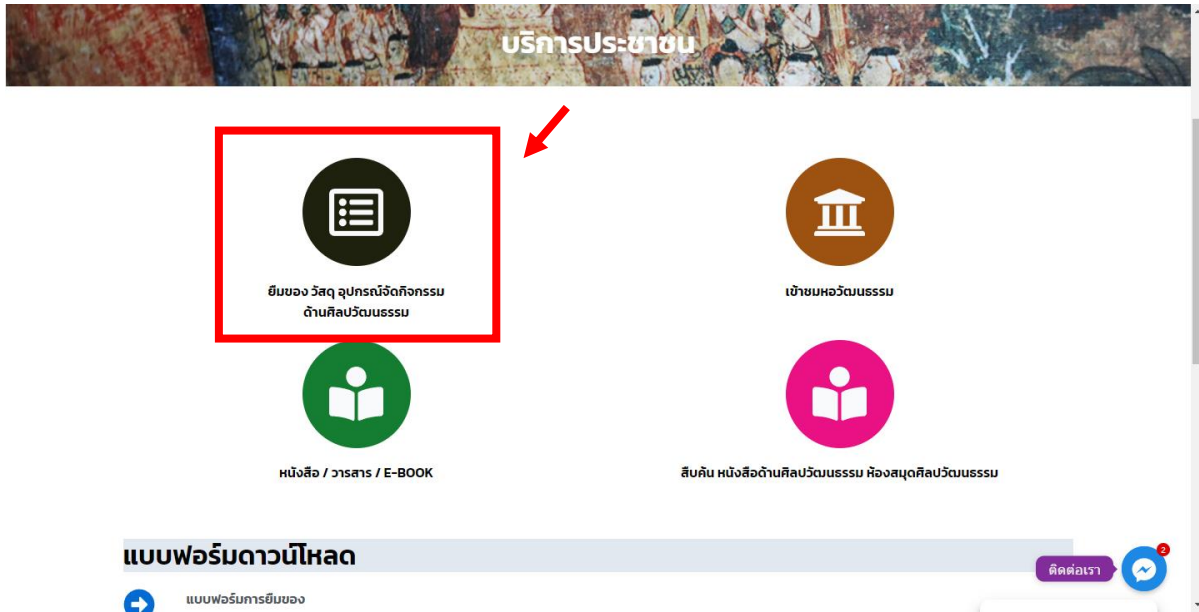 บริการประชาชน
ยืมของ วัสดุ อุปกรณ์จัดกิจกรรม
ด้านศิลปวัฒนธรรม
เข้าชมหอวัฒนธรรม
หนังสือ / วารสาร / E-BOOK
สืบค้น หนังสือด้านศิลปวัฒนธรรม ห้องสมุดศิลปวัฒนธรรม
แบบฟอร์มดาวน์โหลด
ติดต่อเรา
2
แบบฟอร์มการยืมของ